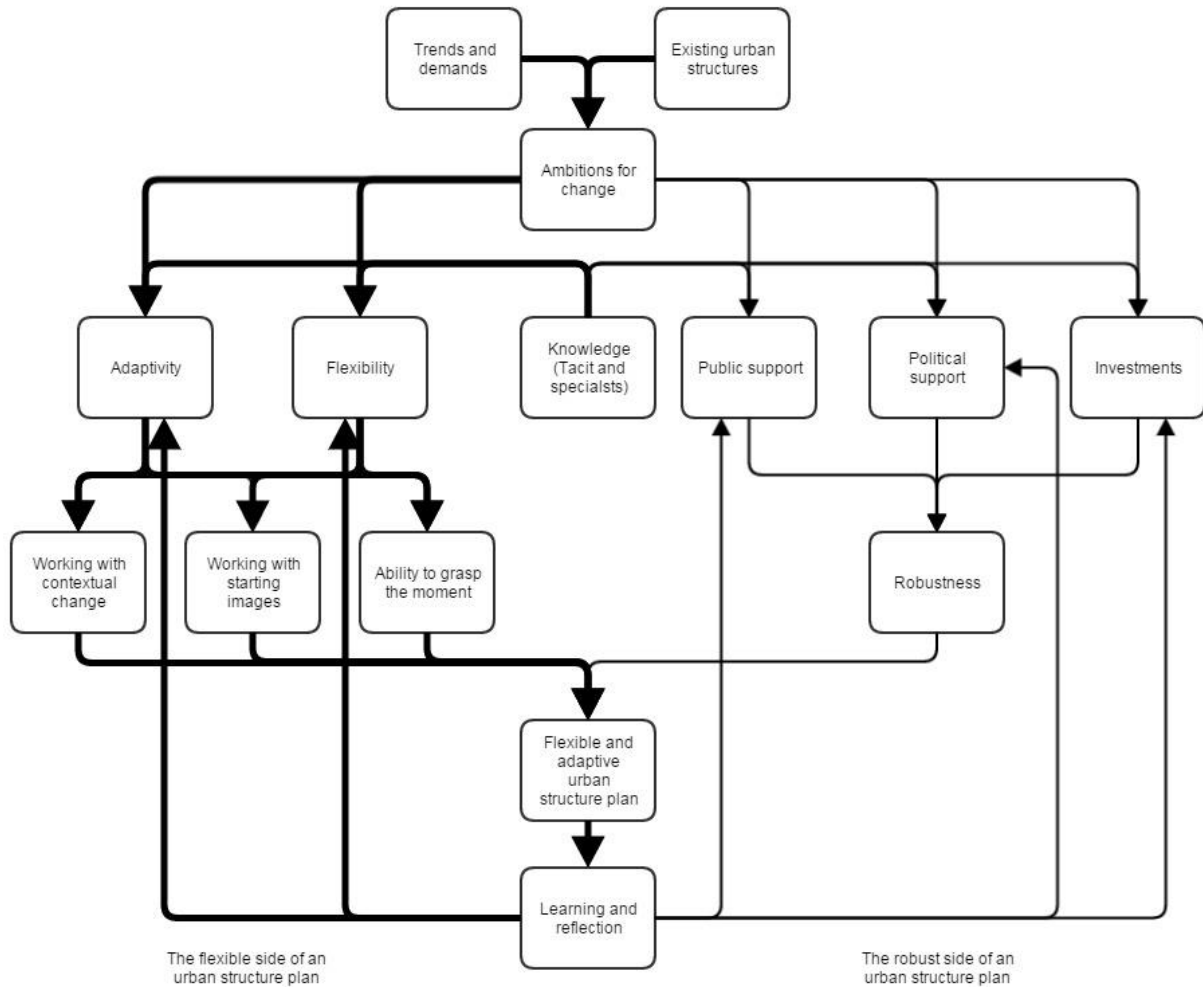 Trends and
demands
Existing urban
structures
Ambitions for
change
Adaptivity
Flexibility
Knowledge
(Tacit and
specialsts)
Public support
Political
support
Investments
Working with
contextual
change
Working with
starting
images
Ability to grasp
the moment
Robustness
Flexible and
adaptive
urban
structure plan
Learning and
reflection
The flexible side of an
urban structure plan
The robust side of an
urban structure plan